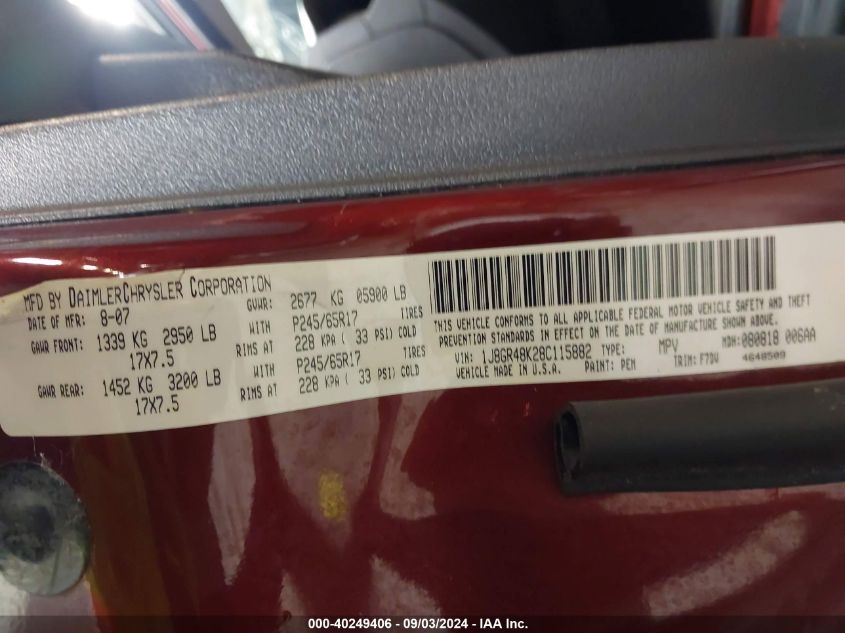 MFD BY DAIMLERCHRYSLER CORPORATION
DATE OF MFR: 8-07 GVWR: 2677 KG 05900 LB
GAWR FRONT: 1339 KG 2950 LB WITH P245/65R17 TIRES
17X7.5 RIMS AT 228 KPA ( 33 PSI) COLD
GAWR REAR: 1452 KG 3200 LB WITH P245/65R17 TIRES
17X7.5 RIMS AT 228 KPA ( 33 PSI) COLD
THIS VEHICLE CONFORMS TO ALL APPLICABLE FEDERAL MOTOR VEHICLE SAFETY AND THEFT
PREVENTION STANDARDS IN EFFECT ON THE DATE OF MANUFACTURE SHOWN ABOVE.
VIN: 1J8GR48K28C115882 TYPE: MPV MDH: 080818 006AA
VEHICLE MADE IN U.S.A. PAINT: PEM TRIM: F7DV 4648509
000-40249406 - 09/03/2024 - IAA Inc.